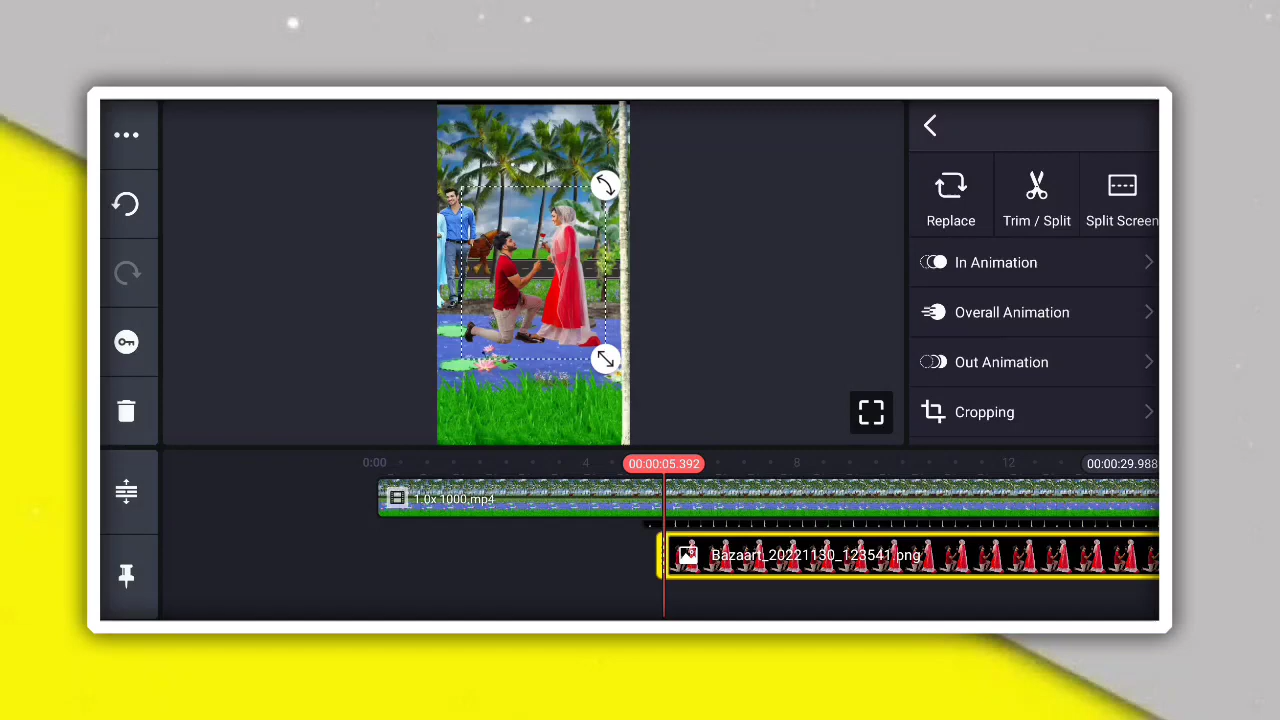 Replace
Trim / Split
Split Screen
In Animation
Overall Animation
Out Animation
Cropping
0:00
4
00:00:05.392
8
12
00:00:29.988
1.0x 1000.mp4
Bazaart_20221130_123541.png